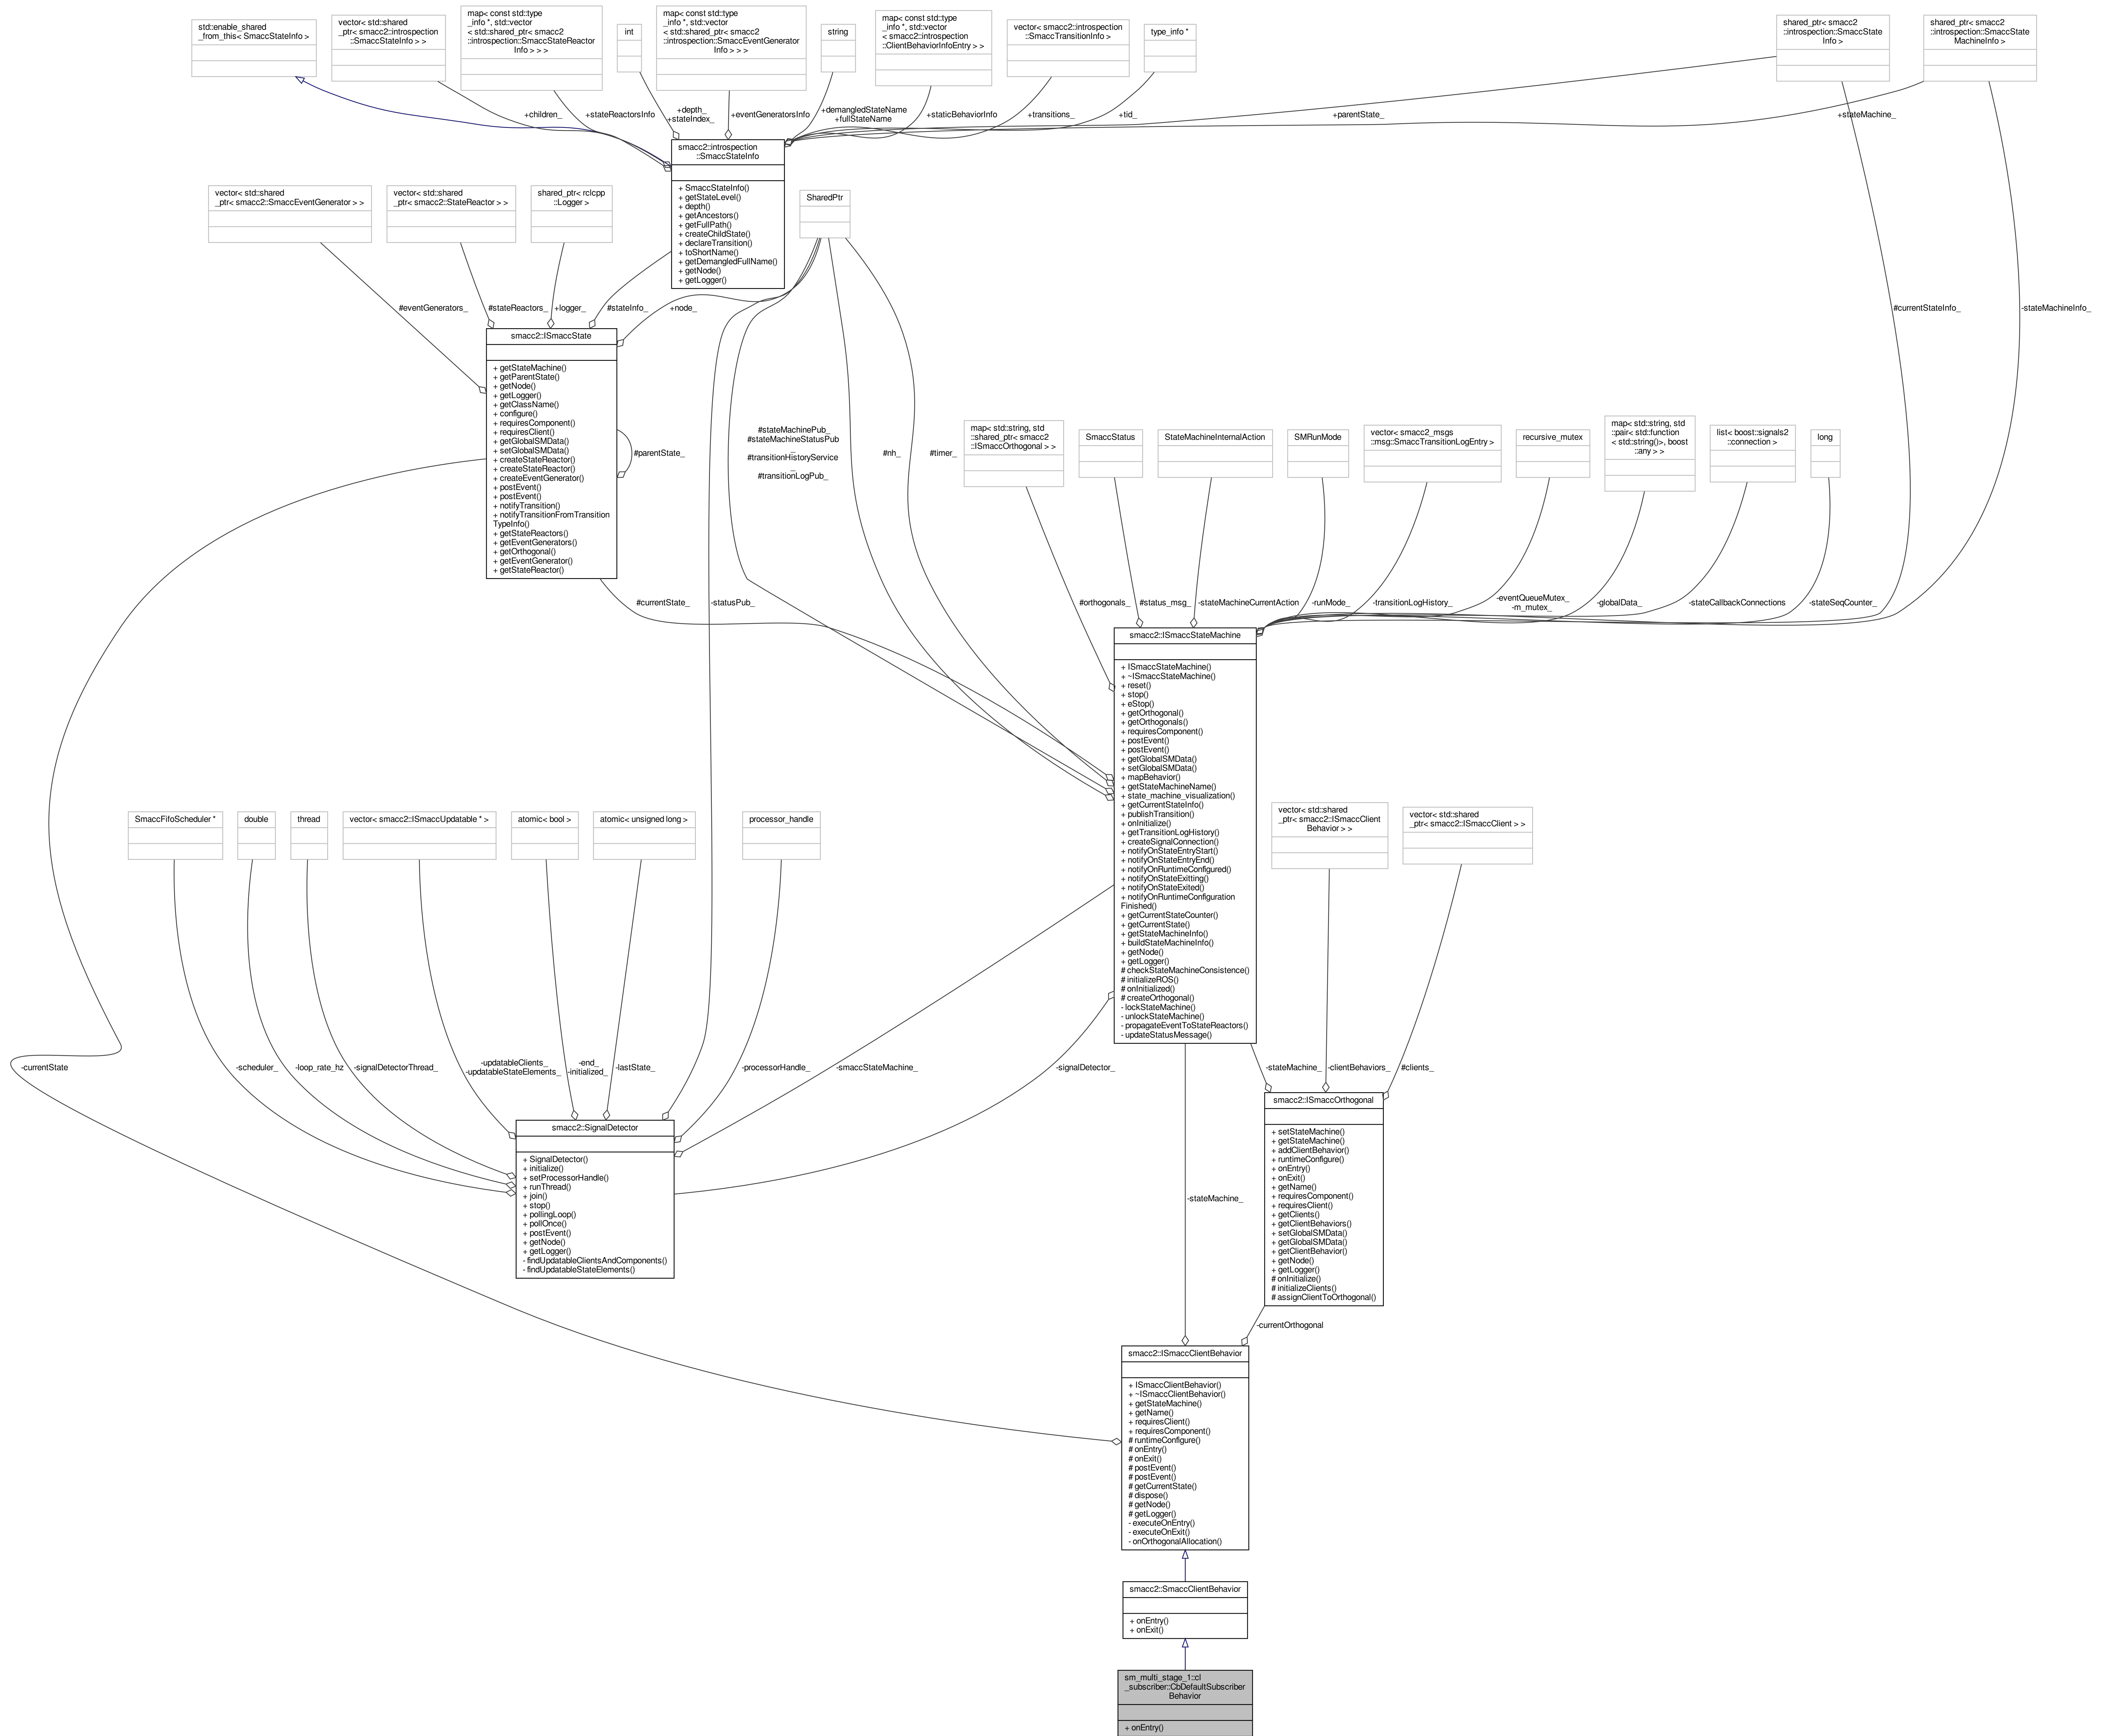 std::enable_shared
_from_this< SmaccStateInfo >
vector< std::shared
_ptr< smacc2::introspection
::SmaccStateInfo > >
map< const std::type
_info *, std::vector
< std::shared_ptr< smacc2
::introspection::SmaccStateReactor
Info > > >
int
map< const std::type
_info *, std::vector
< std::shared_ptr< smacc2
::introspection::SmaccEventGenerator
Info > > >
string
map< const std::type
_info *, std::vector
< smacc2::introspection
::ClientBehaviorInfoEntry > >
vector< smacc2::introspection
::SmaccTransitionInfo >
type_info *
shared_ptr< smacc2
::introspection::SmaccState
Info >
shared_ptr< smacc2
::introspection::SmaccState
MachineInfo >
+children_
+stateReactorsInfo
+depth_
+stateIndex_
+eventGeneratorsInfo
+demangledStateName
+fullStateName
+staticBehaviorInfo
+transitions_
+tid_
+parentState_
+stateMachine_
smacc2::introspection
::SmaccStateInfo
+ SmaccStateInfo()
+ getStateLevel()
+ depth()
+ getAncestors()
+ getFullPath()
+ createChildState()
+ declareTransition()
+ toShortName()
+ getDemangledFullName()
+ getNode()
+ getLogger()
vector< std::shared
_ptr< smacc2::SmaccEventGenerator > >
vector< std::shared
_ptr< smacc2::StateReactor > >
shared_ptr< rclcpp
::Logger >
SharedPtr
#eventGenerators_
#stateReactors_
+logger_
#stateInfo_
+node_
#currentStateInfo_
-stateMachineInfo_
smacc2::ISmaccState
+ getStateMachine()
+ getParentState()
+ getNode()
+ getLogger()
+ getClassName()
+ configure()
+ requiresComponent()
+ requiresClient()
+ getGlobalSMData()
+ setGlobalSMData()
+ createStateReactor()
+ createStateReactor()
+ createEventGenerator()
+ postEvent()
+ postEvent()
+ notifyTransition()
+ notifyTransitionFromTransition
TypeInfo()
+ getStateReactors()
+ getEventGenerators()
+ getOrthogonal()
+ getEventGenerator()
+ getStateReactor()
#parentState_
#stateMachinePub_
#stateMachineStatusPub
_
#transitionHistoryService
_
#transitionLogPub_
#nh_
#timer_
map< std::string, std
::shared_ptr< smacc2
::ISmaccOrthogonal > >
SmaccStatus
StateMachineInternalAction
SMRunMode
vector< smacc2_msgs
::msg::SmaccTransitionLogEntry >
recursive_mutex
map< std::string, std
::pair< std::function
< std::string()>, boost
::any > >
list< boost::signals2
::connection >
long
#currentState_
-statusPub_
#orthogonals_
#status_msg_
-stateMachineCurrentAction
-runMode_
-transitionLogHistory_
-eventQueueMutex_
-m_mutex_
-globalData_
-stateCallbackConnections
-stateSeqCounter_
smacc2::ISmaccStateMachine
+ ISmaccStateMachine()
+ ~ISmaccStateMachine()
+ reset()
+ stop()
+ eStop()
+ getOrthogonal()
+ getOrthogonals()
+ requiresComponent()
+ postEvent()
+ postEvent()
+ getGlobalSMData()
+ setGlobalSMData()
+ mapBehavior()
+ getStateMachineName()
+ state_machine_visualization()
+ getCurrentStateInfo()
+ publishTransition()
+ onInitialize()
+ getTransitionLogHistory()
+ createSignalConnection()
+ notifyOnStateEntryStart()
+ notifyOnStateEntryEnd()
+ notifyOnRuntimeConfigured()
+ notifyOnStateExitting()
+ notifyOnStateExited()
+ notifyOnRuntimeConfiguration
Finished()
+ getCurrentStateCounter()
+ getCurrentState()
+ getStateMachineInfo()
+ buildStateMachineInfo()
+ getNode()
+ getLogger()
# checkStateMachineConsistence()
# initializeROS()
# onInitialized()
# createOrthogonal()
- lockStateMachine()
- unlockStateMachine()
- propagateEventToStateReactors()
- updateStatusMessage()
SmaccFifoScheduler *
double
thread
vector< smacc2::ISmaccUpdatable * >
atomic< bool >
atomic< unsigned long >
processor_handle
vector< std::shared
_ptr< smacc2::ISmaccClient
Behavior > >
vector< std::shared
_ptr< smacc2::ISmaccClient > >
-currentState
-scheduler_
-loop_rate_hz
-signalDetectorThread_
-updatableClients_
-updatableStateElements_
-end_
-initialized_
-lastState_
-processorHandle_
-smaccStateMachine_
-signalDetector_
-stateMachine_
-clientBehaviors_
#clients_
smacc2::SignalDetector
+ SignalDetector()
+ initialize()
+ setProcessorHandle()
+ runThread()
+ join()
+ stop()
+ pollingLoop()
+ pollOnce()
+ postEvent()
+ getNode()
+ getLogger()
- findUpdatableClientsAndComponents()
- findUpdatableStateElements()
smacc2::ISmaccOrthogonal
+ setStateMachine()
+ getStateMachine()
+ addClientBehavior()
+ runtimeConfigure()
+ onEntry()
+ onExit()
+ getName()
+ requiresComponent()
+ requiresClient()
+ getClients()
+ getClientBehaviors()
+ setGlobalSMData()
+ getGlobalSMData()
+ getClientBehavior()
+ getNode()
+ getLogger()
# onInitialize()
# initializeClients()
# assignClientToOrthogonal()
-stateMachine_
-currentOrthogonal
smacc2::ISmaccClientBehavior
+ ISmaccClientBehavior()
+ ~ISmaccClientBehavior()
+ getStateMachine()
+ getName()
+ requiresClient()
+ requiresComponent()
# runtimeConfigure()
# onEntry()
# onExit()
# postEvent()
# postEvent()
# getCurrentState()
# dispose()
# getNode()
# getLogger()
- executeOnEntry()
- executeOnExit()
- onOrthogonalAllocation()
smacc2::SmaccClientBehavior
+ onEntry()
+ onExit()
sm_multi_stage_1::cl
_subscriber::CbDefaultSubscriber
Behavior
+ onEntry()